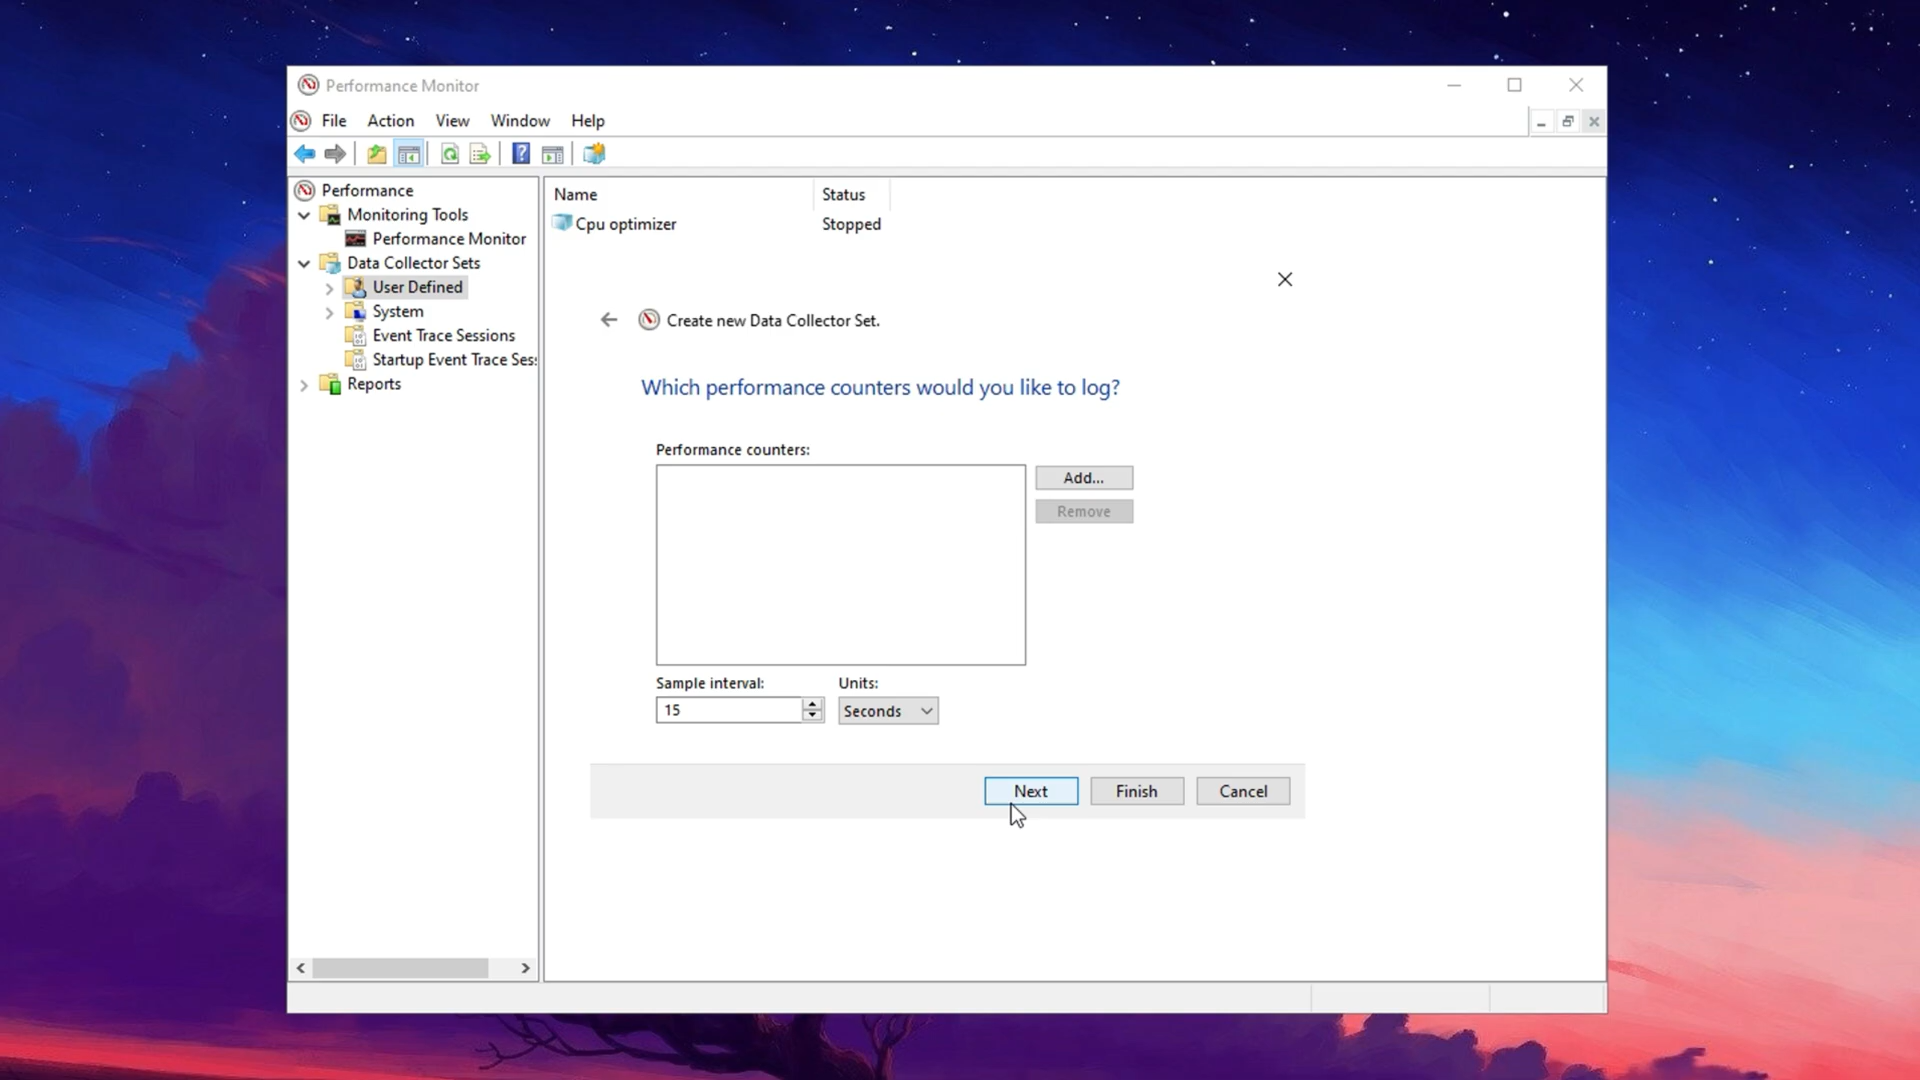 Performance Monitor
File Action View Window Help
Performance
Monitoring Tools
Performance Monitor
Data Collector Sets
User Defined
System
Event Trace Sessions
Startup Event Trace Ses
Reports
Name Status
Cpu optimizer Stopped
Create new Data Collector Set.
Which performance counters would you like to log?
Performance counters:
Add...
Remove
Sample interval: Units:
15 Seconds
Next Finish Cancel